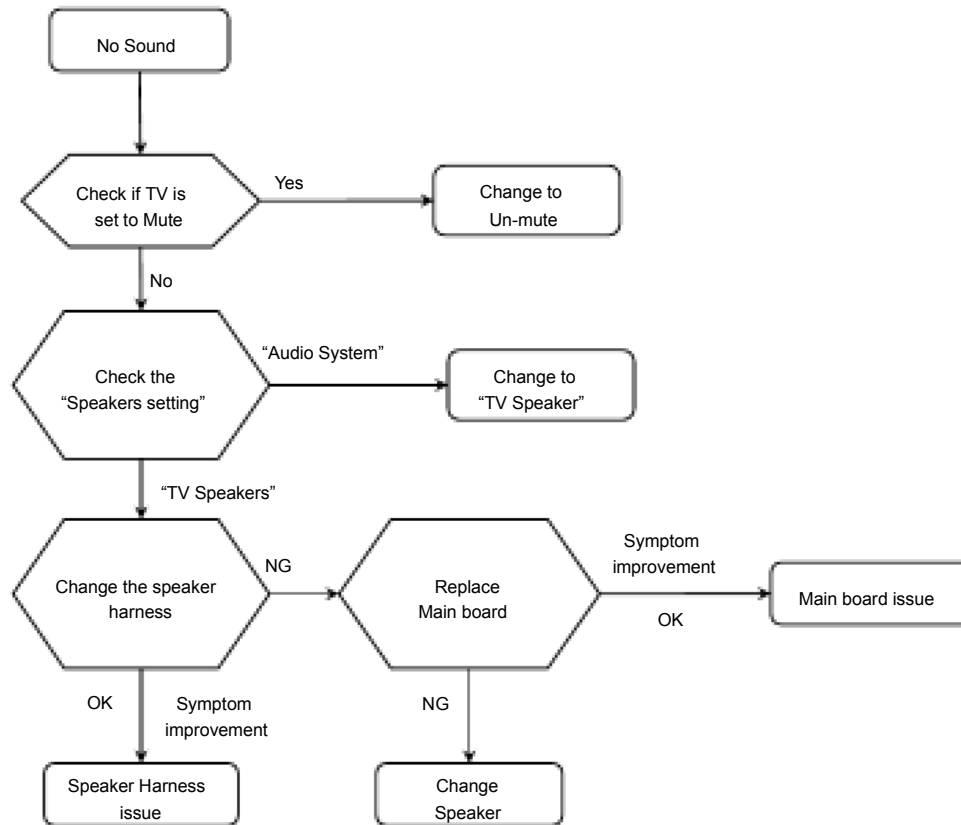 No Sound
Check if TV is
set to Mute
Yes
Change to
Un-mute
No
Check the
“Speakers setting”
“Audio System”
Change to
“TV Speaker”
“TV Speakers”
Change the speaker
harness
NG
Replace
Main board
Symptom
improvement
OK
Main board issue
OK
Symptom
improvement
NG
Speaker Harness
issue
Change
Speaker